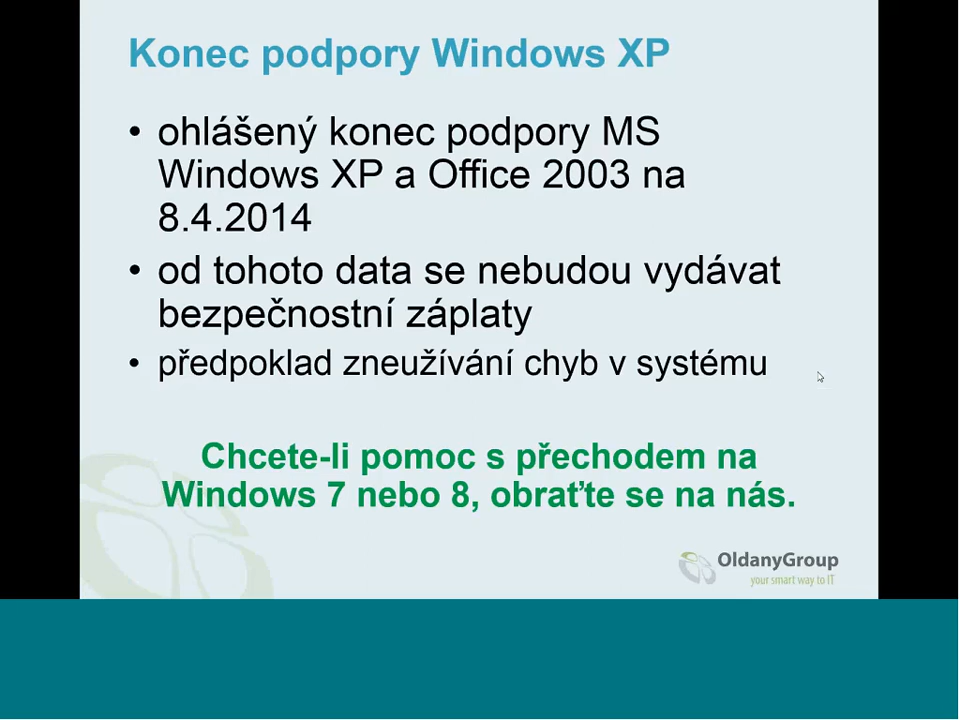 Konec podpory Windows XP
• ohlášený konec podpory MS
Windows XP a Office 2003 na
8.4.2014
• od tohoto data se nebudou vydávat
bezpečnostní záplaty
• předpoklad zneužívání chyb v systému
Chcete-li pomoc s přechodem na
Windows 7 nebo 8, obraťte se na nás.
OldanyGroup
your smart way to IT